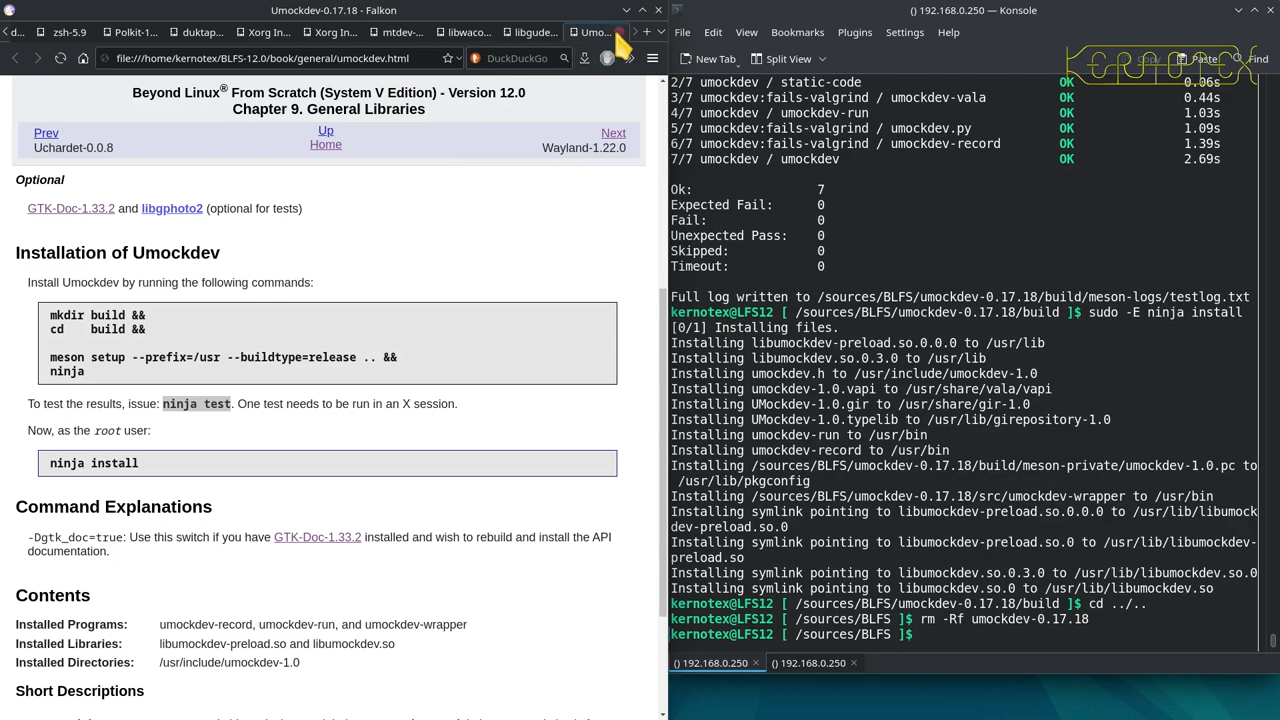 Umockdev-0.17.18 - Falkon
d...
zsh-5.9
Polkit-1...
duktap...
Xorg In...
Xorg In...
mtdev-...
libwaco...
libgude...
Umo...
file:///home/kernotex/BLFS-12.0/book/general/umockdev.html
DuckDuckGo
Beyond Linux® From Scratch (System V Edition) - Version 12.0
Chapter 9. General Libraries
Prev Up Next
Uchardet-0.0.8 Home Wayland-1.22.0
Optional
GTK-Doc-1.33.2 and libgphoto2 (optional for tests)
Installation of Umockdev
Install Umockdev by running the following commands:
mkdir build &&
cd    build &&
meson setup --prefix=/usr --buildtype=release .. &&
ninja
To test the results, issue: ninja test. One test needs to be run in an X session.
Now, as the root user:
ninja install
Command Explanations
-Dgtk_doc=true: Use this switch if you have GTK-Doc-1.33.2 installed and wish to rebuild and install the API
documentation.
Contents
Installed Programs: umockdev-record, umockdev-run, and umockdev-wrapper
Installed Libraries: libumockdev-preload.so and libumockdev.so
Installed Directories: /usr/include/umockdev-1.0
Short Descriptions
() 192.168.0.250 — Konsole
File Edit View Bookmarks Plugins Settings Help
New Tab Split View Copy Paste Find
KERNOTEX
2/7 umockdev / static-code OK 0.06s
3/7 umockdev:fails-valgrind / umockdev-vala OK 0.44s
4/7 umockdev / umockdev-run OK 1.03s
5/7 umockdev:fails-valgrind / umockdev.py OK 1.09s
6/7 umockdev:fails-valgrind / umockdev-record OK 1.39s
7/7 umockdev / umockdev OK 2.69s
Ok: 7
Expected Fail: 0
Fail: 0
Unexpected Pass: 0
Skipped: 0
Timeout: 0
Full log written to /sources/BLFS/umockdev-0.17.18/build/meson-logs/testlog.txt
kernotex@LFS12 [ /sources/BLFS/umockdev-0.17.18/build ]$ sudo -E ninja install
[0/1] Installing files.
Installing libumockdev-preload.so.0.0.0 to /usr/lib
Installing libumockdev.so.0.3.0 to /usr/lib
Installing umockdev.h to /usr/include/umockdev-1.0
Installing umockdev-1.0.vapi to /usr/share/vala/vapi
Installing UMockdev-1.0.gir to /usr/share/gir-1.0
Installing UMockdev-1.0.typelib to /usr/lib/girepository-1.0
Installing umockdev-run to /usr/bin
Installing umockdev-record to /usr/bin
Installing /sources/BLFS/umockdev-0.17.18/build/meson-private/umockdev-1.0.pc to
/usr/lib/pkgconfig
Installing /sources/BLFS/umockdev-0.17.18/src/umockdev-wrapper to /usr/bin
Installing symlink pointing to libumockdev-preload.so.0.0.0 to /usr/lib/libumock
dev-preload.so.0
Installing symlink pointing to libumockdev-preload.so.0 to /usr/lib/libumockdev-
preload.so
Installing symlink pointing to libumockdev.so.0.3.0 to /usr/lib/libumockdev.so.0
Installing symlink pointing to libumockdev.so.0 to /usr/lib/libumockdev.so
kernotex@LFS12 [ /sources/BLFS/umockdev-0.17.18/build ]$ cd ../..
kernotex@LFS12 [ /sources/BLFS ]$ rm -Rf umockdev-0.17.18
kernotex@LFS12 [ /sources/BLFS ]$
() 192.168.0.250
() 192.168.0.250